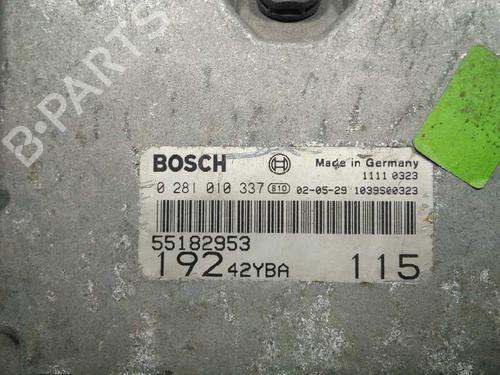 B-PARTS
BOSCH Made in Germany
1111 0323
0 281 010 337 810 02-05-29 1039S00323
55182953
192 42YBA 115